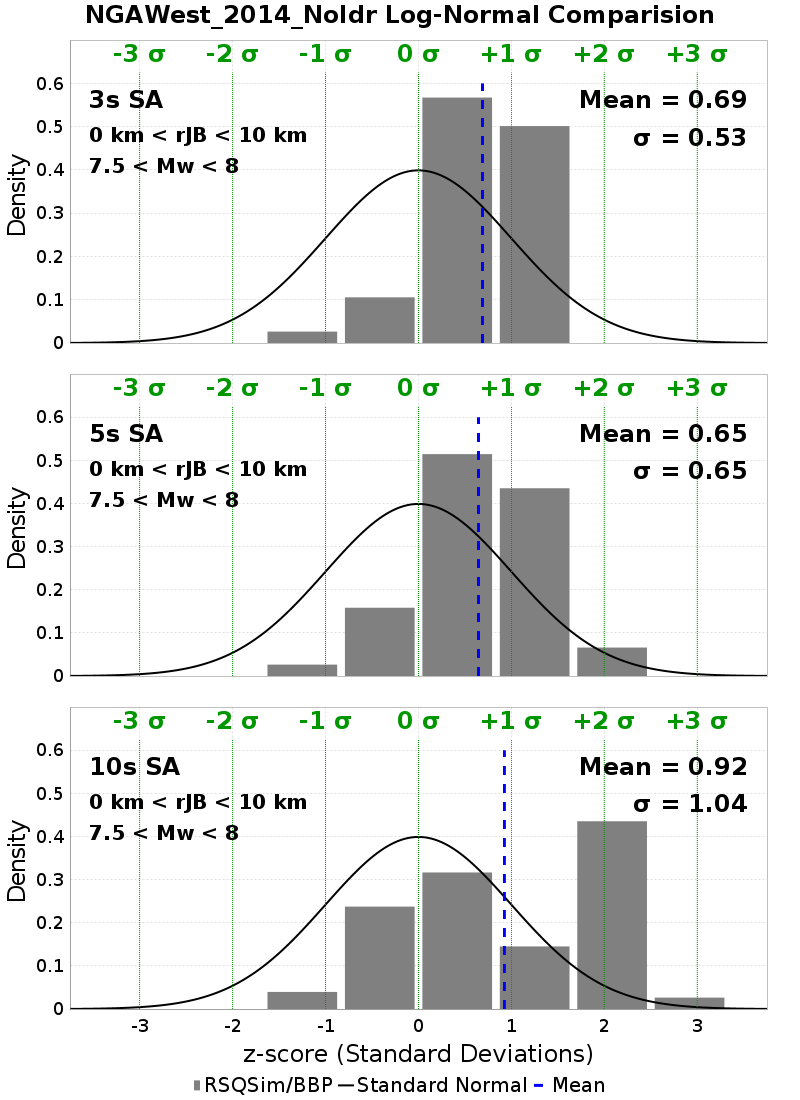 NGAWest_2014_NoIdr Log-Normal Comparision
-3 σ -2 σ -1 σ 0 σ +1 σ +2 σ +3 σ
3s SA
0 km < rJB < 10 km
7.5 < Mw < 8
Mean = 0.69
σ = 0.53
Density
0.6
0.5
0.4
0.3
0.2
0.1
0
-3 σ -2 σ -1 σ 0 σ +1 σ +2 σ +3 σ
5s SA
0 km < rJB < 10 km
7.5 < Mw < 8
Mean = 0.65
σ = 0.65
Density
0.6
0.5
0.4
0.3
0.2
0.1
0
-3 σ -2 σ -1 σ 0 σ +1 σ +2 σ +3 σ
10s SA
0 km < rJB < 10 km
7.5 < Mw < 8
Mean = 0.92
σ = 1.04
Density
0.6
0.5
0.4
0.3
0.2
0.1
0
-3 -2 -1 0 1 2 3
z-score (Standard Deviations)
RSQSim/BBP Standard Normal Mean